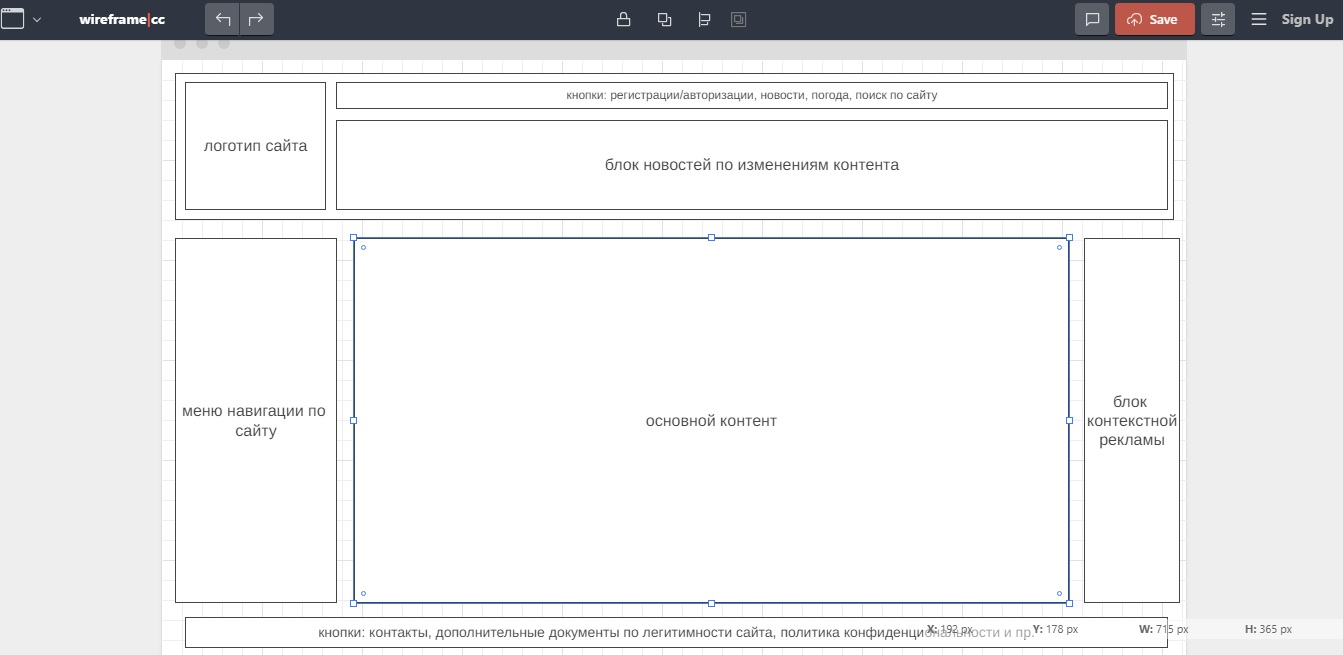 wireframe|cc
Save
Sign Up
кнопки: регистрации/авторизации, новости, погода, поиск по сайту
логотип сайта
блок новостей по изменениям контента
меню навигации по
сайту
основной контент
блок
контекстной
рекламы
кнопки: контакты, дополнительные документы по легитимности сайта, политика конфиденциональности и пр.
X: 192 px Y: 178 px W: 715 px H: 365 px